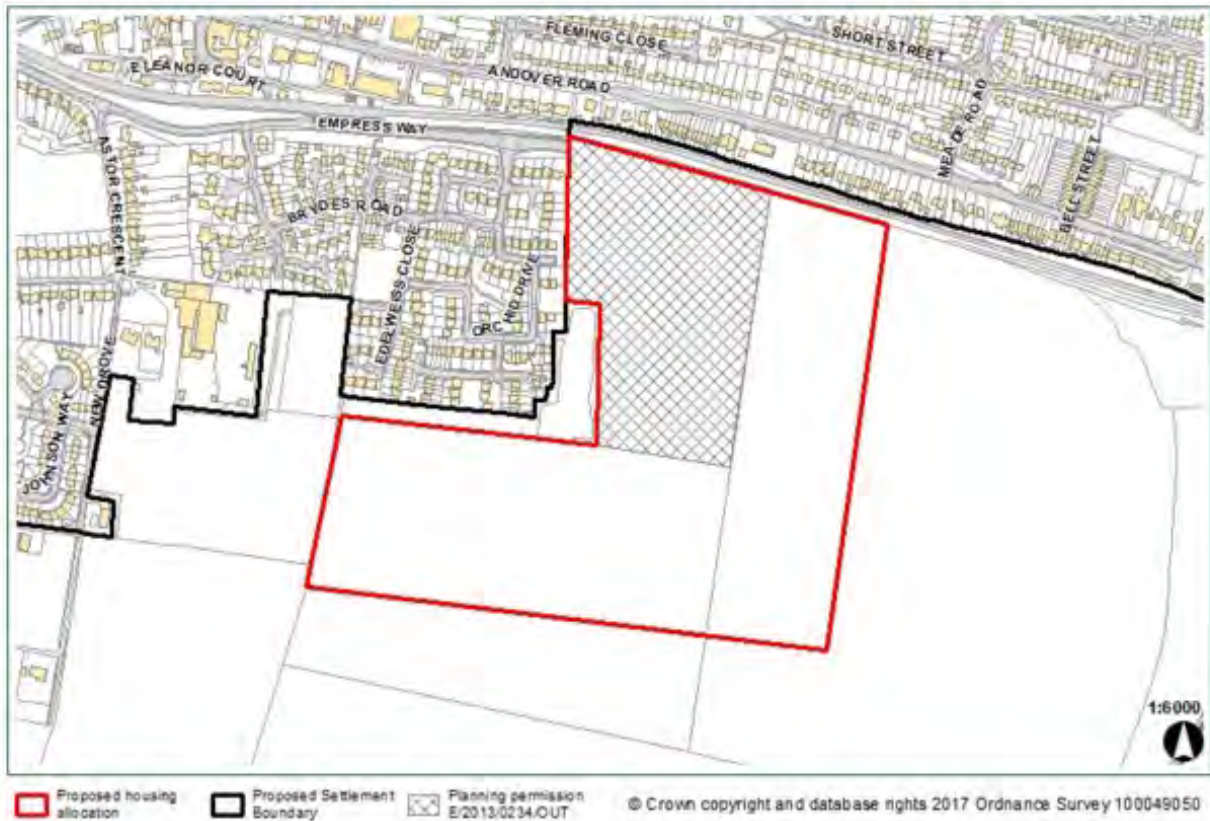 FLEMING CLOSE
SHORT STREET
ELEANOR COURT
ANDOVER ROAD
EMPRESS WAY
MEADE ROAD
ASTOR CRESCENT
BELL STREET
BRYDES ROAD
EDELWEISS CLOSE
ORCHID DRIVE
NEW DROVE
JOHNSON WAY
1:6000
Proposed housing
allocation
Proposed Settlement
Boundary
Planning permission
E/2013/0234/OUT
© Crown copyright and database rights 2017 Ordnance Survey 100049050